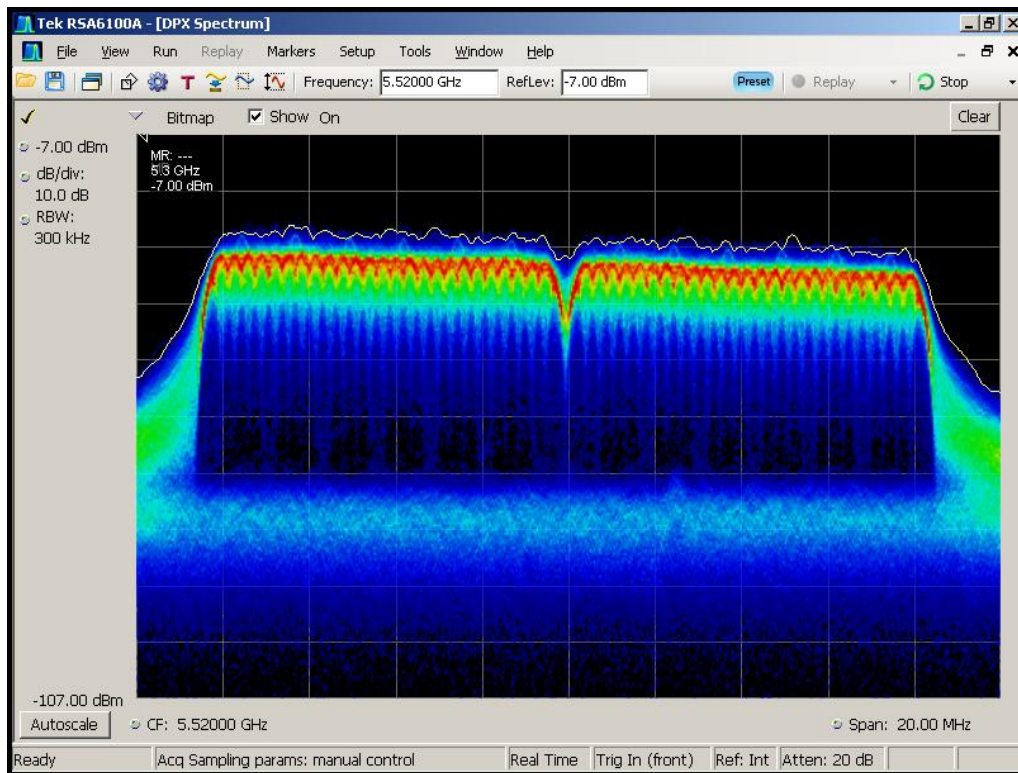 Tek RSA6100A - [DPX Spectrum]
File View Run Replay Markers Setup Tools Window Help
T Frequency: 5.52000 GHz RefLev: -7.00 dBm Preset Replay Stop
Bitmap Show On Clear
-7.00 dBm
dB/div:
10.0 dB
RBW:
300 kHz
MR: ---
GHz
-7.00 dBm
-107.00 dBm
Autoscale CF: 5.52000 GHz Span: 20.00 MHz
Ready Acq Sampling params: manual control Real Time Trig In (front) Ref: Int Atten: 20 dB